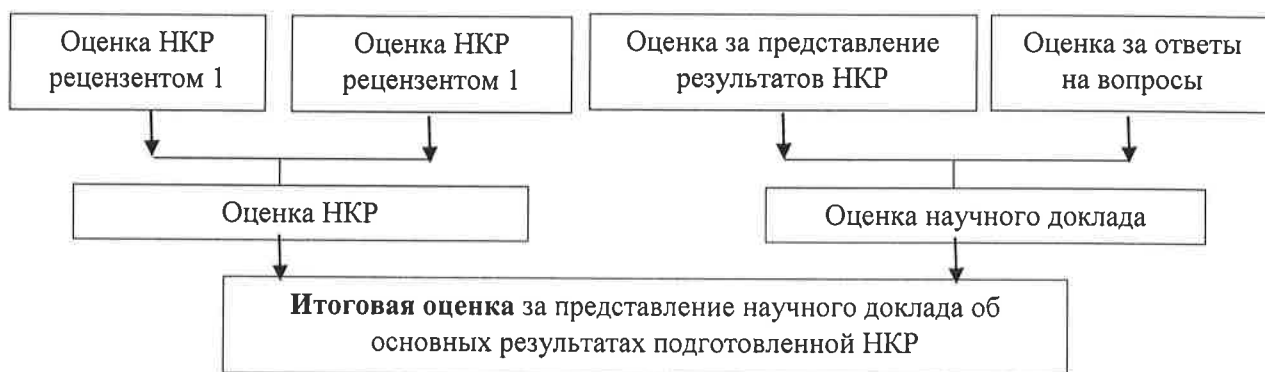 Оценка НКР
рецензентом 1
Оценка НКР
рецензентом 1
Оценка за представление
результатов НКР
Оценка за ответы
на вопросы
Оценка НКР
Оценка научного доклада
Итоговая оценка за представление научного доклада об
основных результатах подготовленной НКР